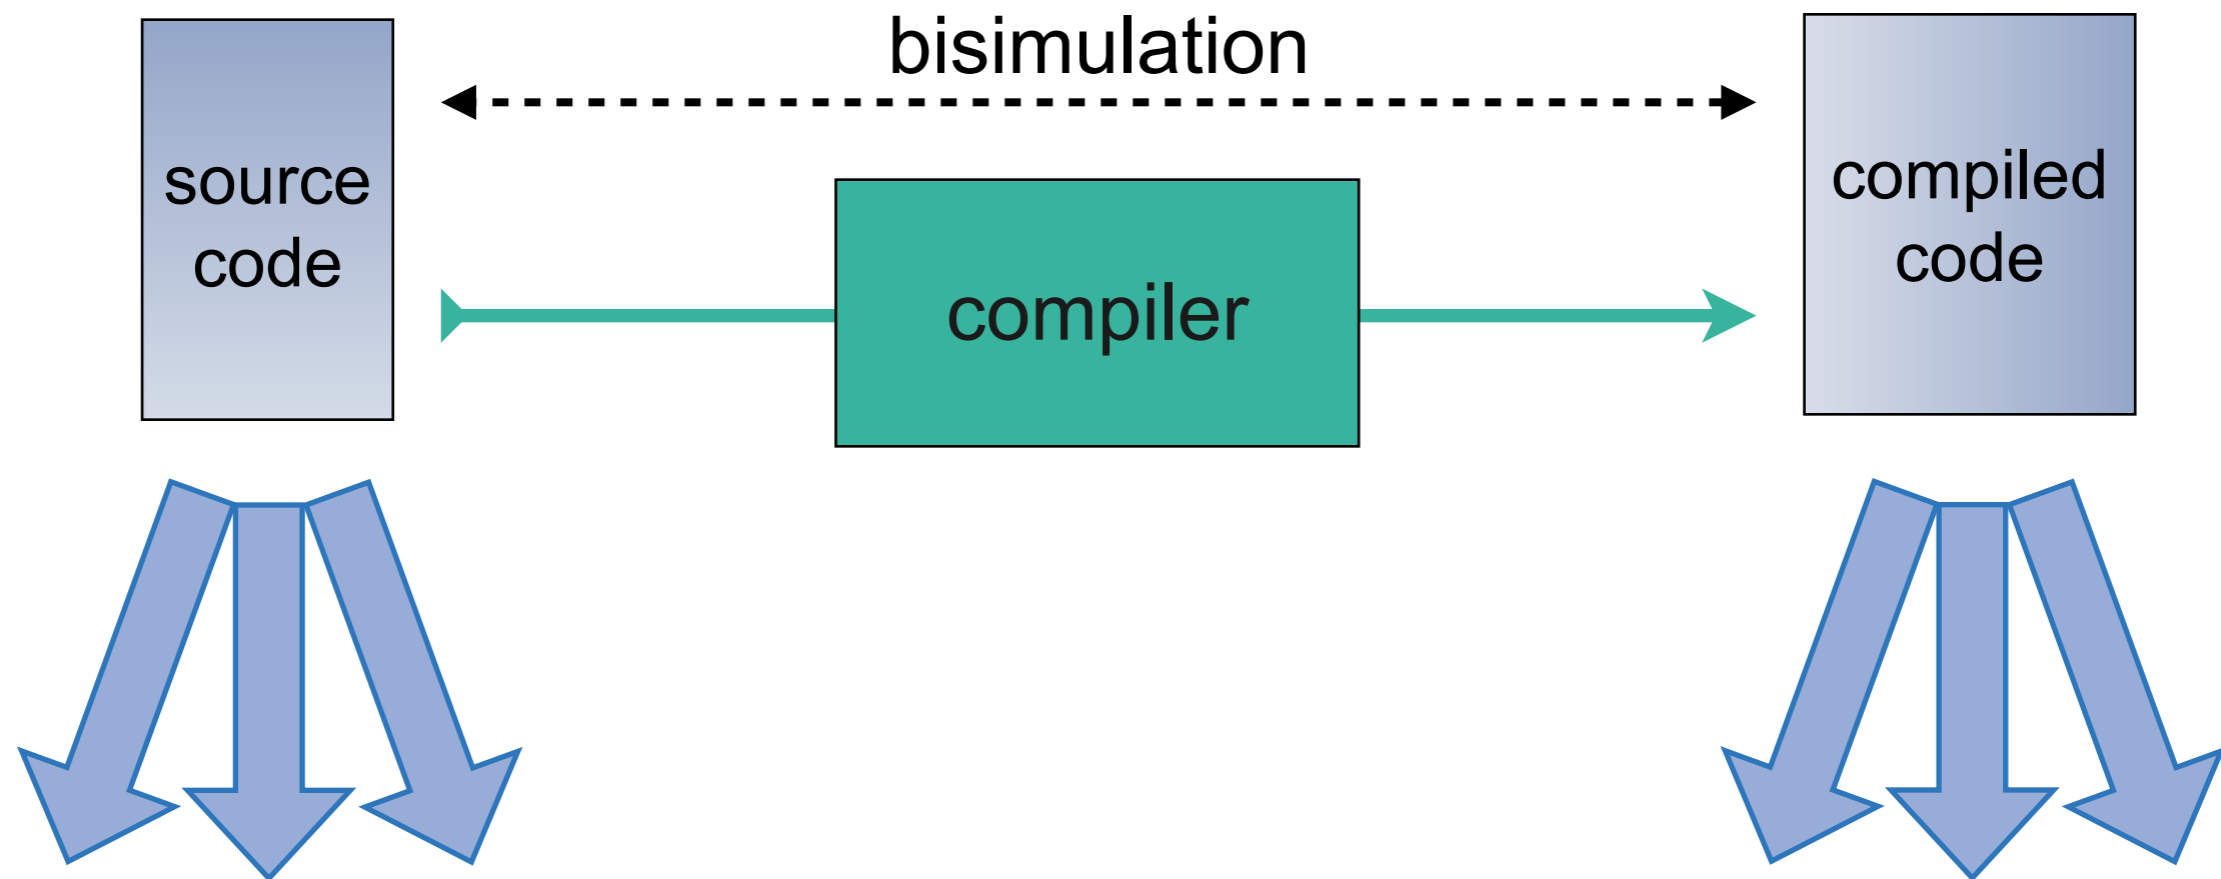 bisimulation
source
code
compiler
compiled
code